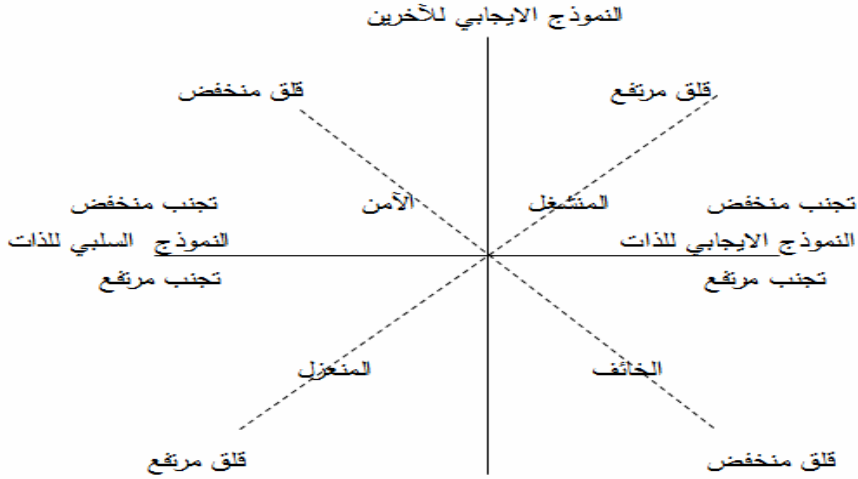 النموذج الايجابي للآخرين
قلق مرتفع
قلق منخفض
تجنب منخفض
المنشغل
الآمن
تجنب منخفض
النموذج الايجابي للذات
النموذج السلبي للذات
تجنب مرتفع
تجنب مرتفع
الخائف
المنعزل
قلق منخفض
قلق مرتفع